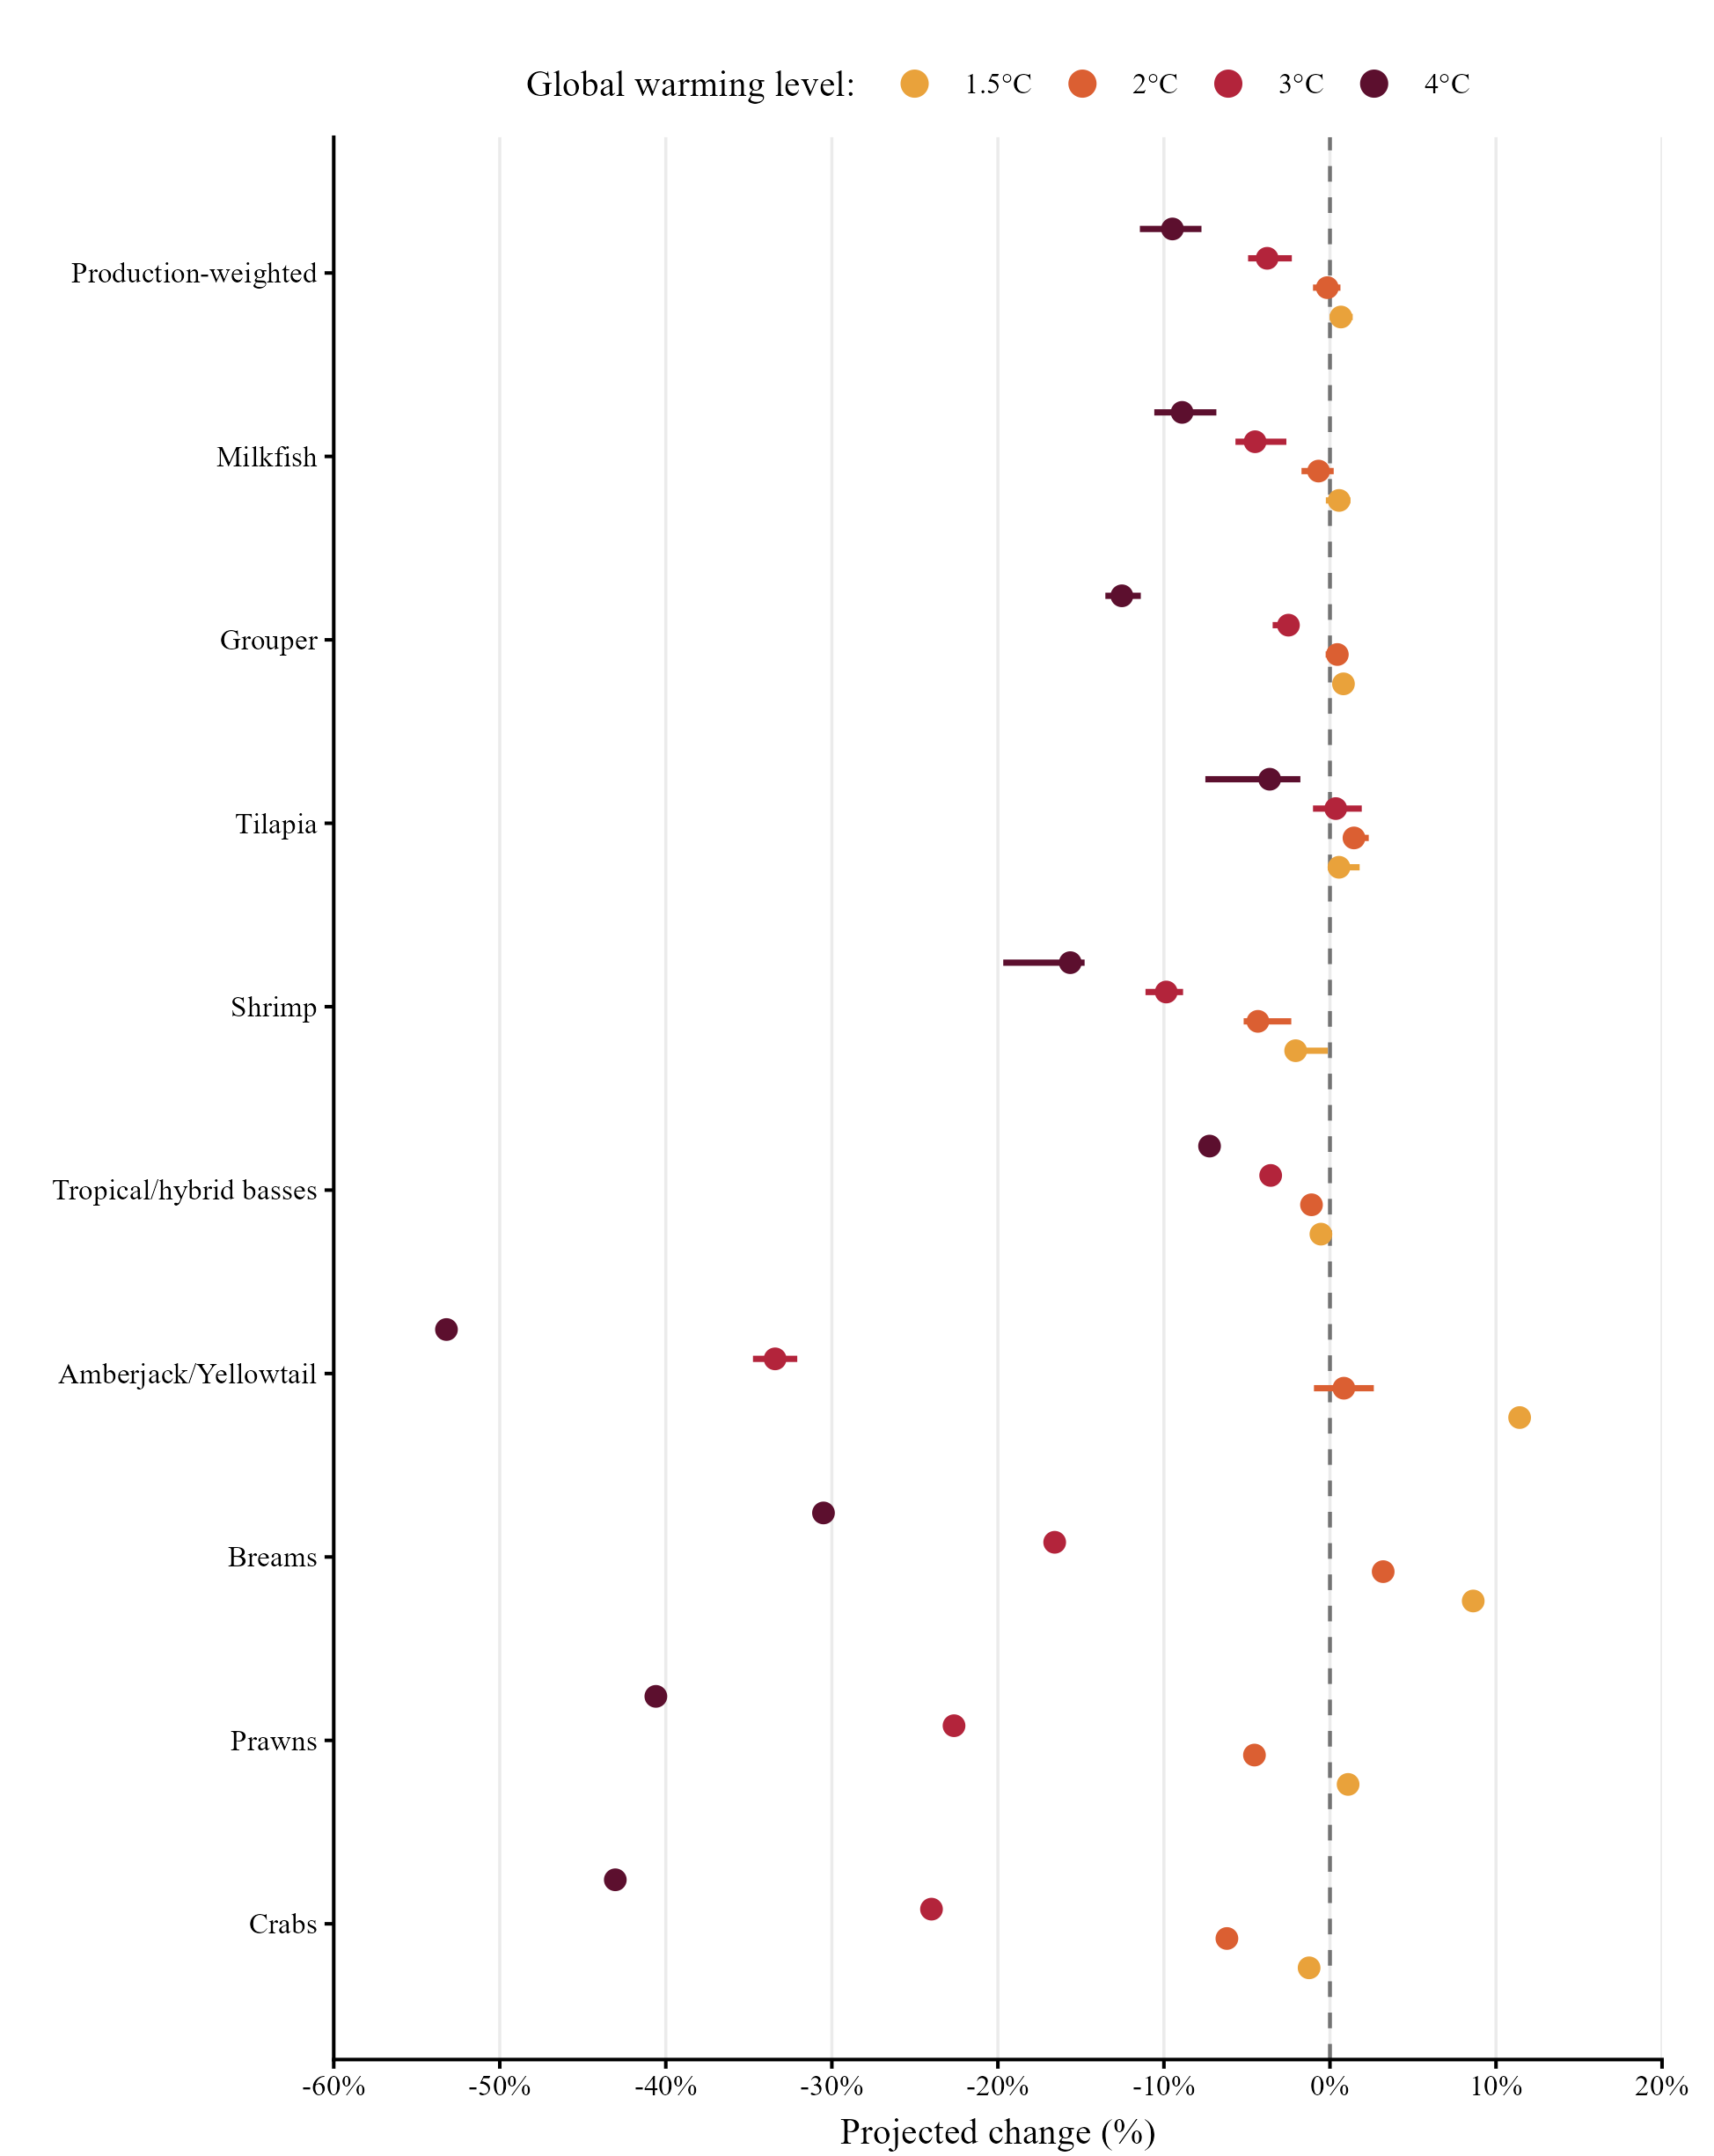 Global warming level: 1.5°C 2°C 3°C 4°C
Production-weighted
Milkfish
Grouper
Tilapia
Shrimp
Tropical/hybrid basses
Amberjack/Yellowtail
Breams
Prawns
Crabs
-60% -50% -40% -30% -20% -10% 0% 10% 20%
Projected change (%)